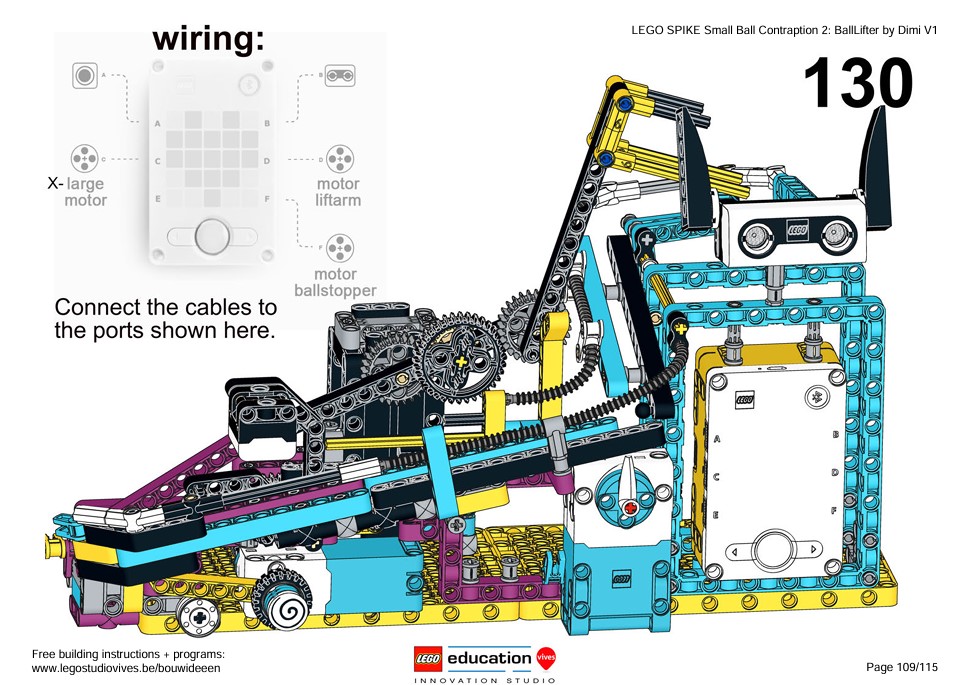 LEGO SPIKE Small Ball Contraption 2: BallLifter by Dimi V1
wiring:
130
A
B
A
B
C
C
D
D
X- large
motor
motor
liftarm
E
F
F
motor
ballstopper
Connect the cables to
the ports shown here.
LEGO
LEGO
A
B
C
D
E
F
LEGO
Free building instructions + programs:
www.legostudiovives.be/bouwideeen
LEGO education vives
INNOVATION STUDIO
Page 109/115